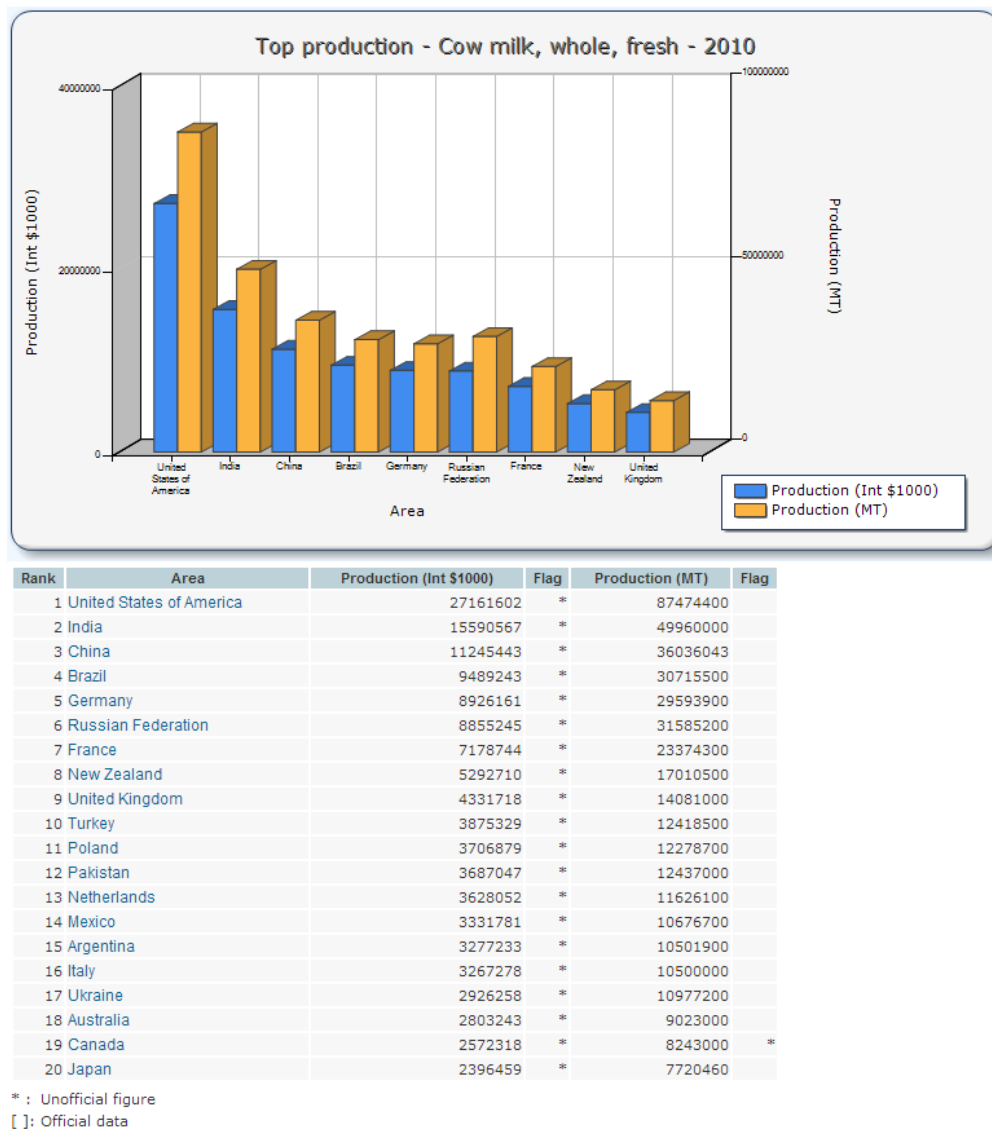 Top production - Cow milk, whole, fresh - 2010
40000000
20000000
0
Production (Int $1000)
100000000
50000000
0
Production (MT)
United States of America
India
China
Brazil
Germany
Russian Federation
France
New Zealand
United Kingdom
Area
Production (Int $1000)
Production (MT)
Rank Area Production (Int $1000) Flag Production (MT) Flag
1 United States of America 27161602 * 87474400
2 India 15590567 * 49960000
3 China 11245443 * 36036043
4 Brazil 9489243 * 30715500
5 Germany 8926161 * 29593900
6 Russian Federation 8855245 * 31585200
7 France 7178744 * 23374300
8 New Zealand 5292710 * 17010500
9 United Kingdom 4331718 * 14081000
10 Turkey 3875329 * 12418500
11 Poland 3706879 * 12278700
12 Pakistan 3687047 * 12437000
13 Netherlands 3628052 * 11626100
14 Mexico 3331781 * 10676700
15 Argentina 3277233 * 10501900
16 Italy 3267278 * 10500000
17 Ukraine 2926258 * 10977200
18 Australia 2803243 * 9023000
19 Canada 2572318 * 8243000 *
20 Japan 2396459 * 7720460
* : Unofficial figure
[ ]: Official data